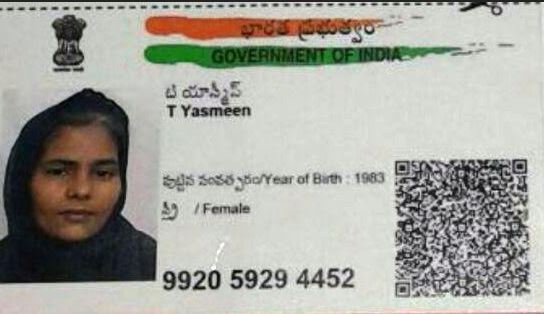 భారత ప్రభుత్వం
GOVERNMENT OF INDIA
టి యాస్మీన్
T Yasmeen
పుట్టిన సంవత్సరం/Year of Birth : 1983
స్త్రీ / Female
9920 5929 4452